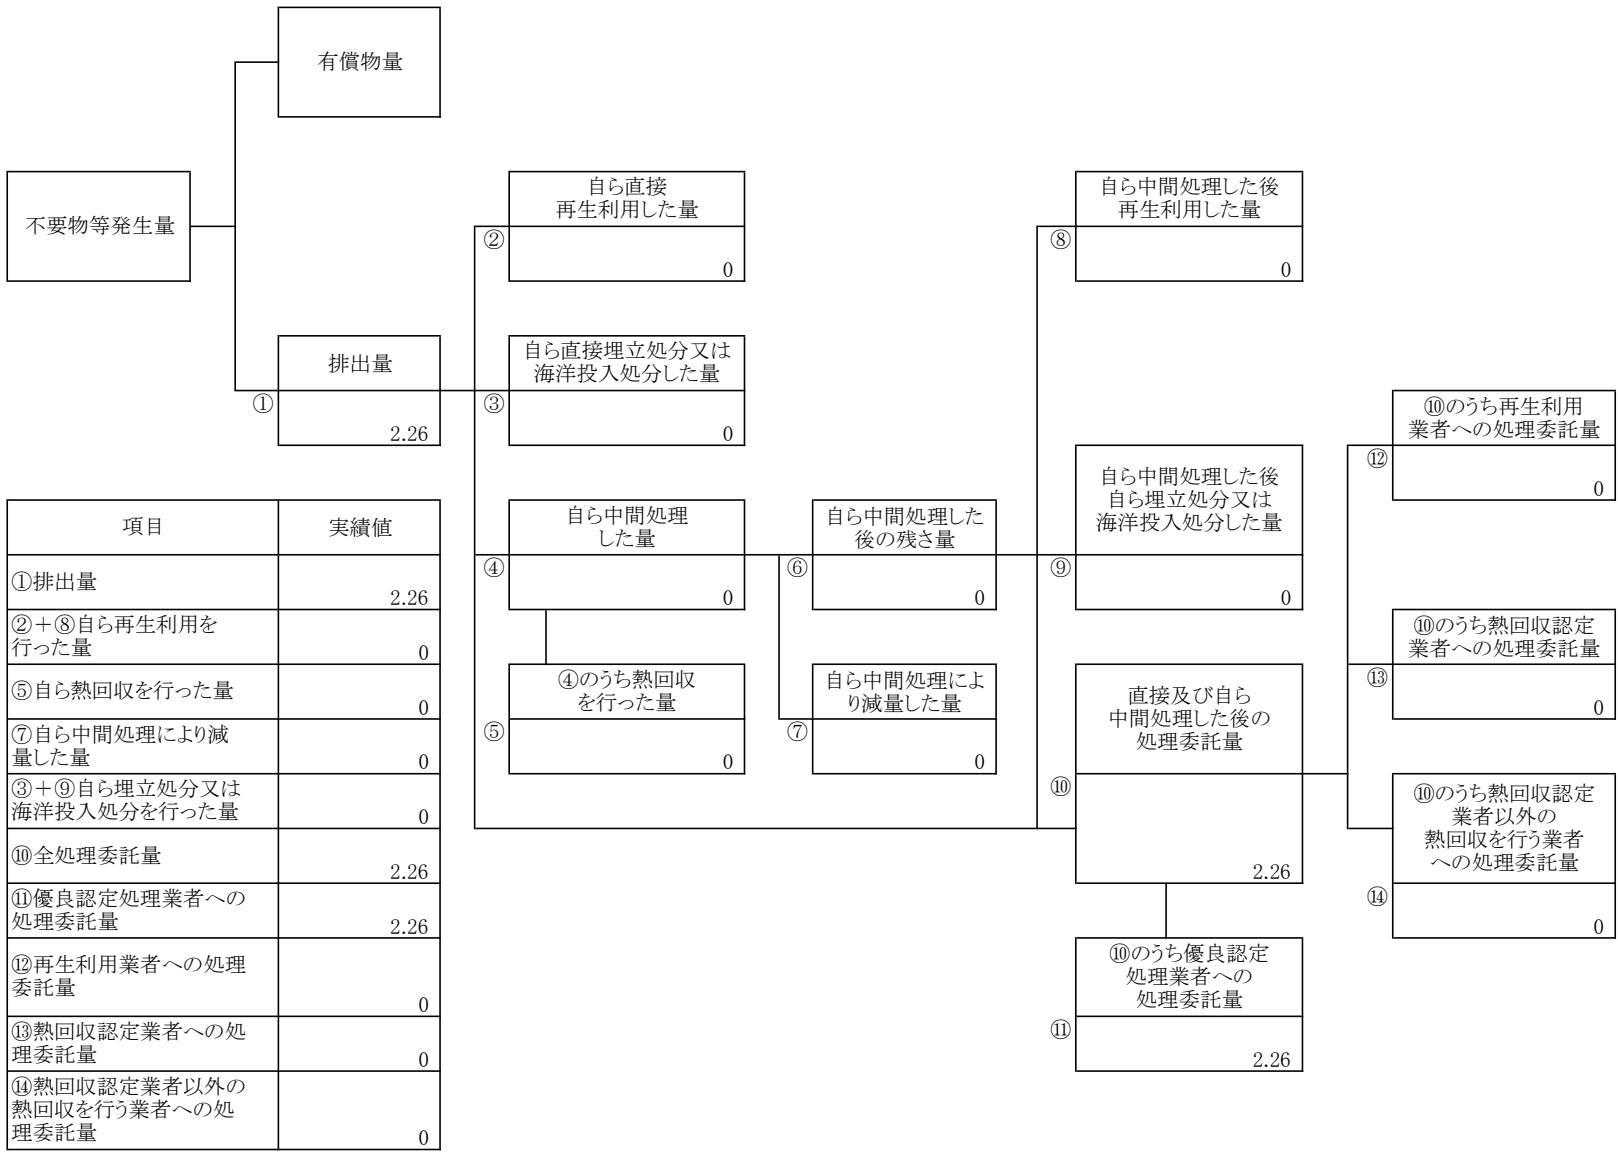 有償物量
不要物等発生量
排出量
①
2.26
自ら直接
再生利用した量
②
0
自ら直接埋立処分又は
海洋投入処分した量
③
0
自ら中間処理
した量
④
0
④のうち熱回収
を行った量
⑤
0
自ら中間処理した
後の残さ量
⑥
0
自ら中間処理によ
り減量した量
⑦
0
自ら中間処理した後
再生利用した量
⑧
0
自ら中間処理した後
自ら埋立処分又は
海洋投入処分した量
⑨
0
直接及び自ら
中間処理した後の
処理委託量
⑩
2.26
⑩のうち優良認定
処理業者への
処理委託量
⑪
2.26
⑩のうち再生利用
業者への処理委託量
⑫
0
⑩のうち熱回収認定
業者への処理委託量
⑬
0
⑩のうち熱回収認定
業者以外の
熱回収を行う業者
への処理委託量
⑭
0
項目 実績値
①排出量
2.26
②＋⑧自ら再生利用を
行った量
0
⑤自ら熱回収を行った量
0
⑦自ら中間処理により減
量した量
0
③＋⑨自ら埋立処分又は
海洋投入処分を行った量
0
⑩全処理委託量
2.26
⑪優良認定処理業者への
処理委託量
2.26
⑫再生利用業者への処理
委託量
0
⑬熱回収認定業者への処
理委託量
0
⑭熱回収認定業者以外の
熱回収を行う業者への処
理委託量
0